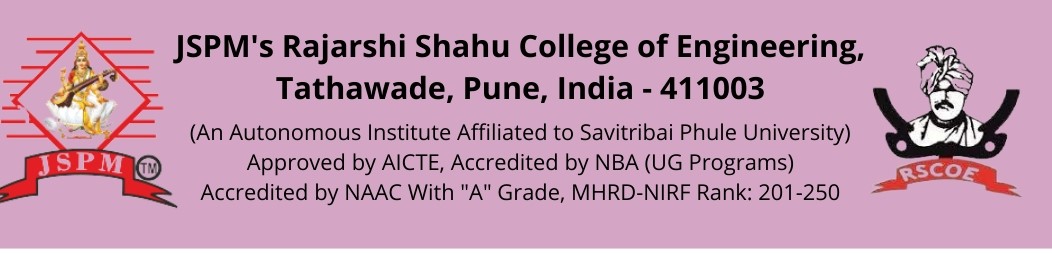 JSPM's Rajarshi Shahu College of Engineering,
Tathawade, Pune, India - 411003
(An Autonomous Institute Affiliated to Savitribai Phule University)
Approved by AICTE, Accredited by NBA (UG Programs)
Accredited by NAAC With "A" Grade, MHRD-NIRF Rank: 201-250
JSPM TM
RSCOE